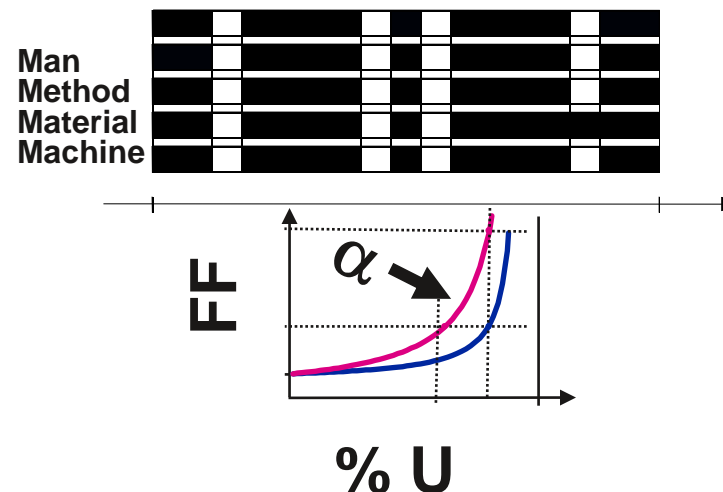 Man
Method
Material
Machine
α
FF
% U